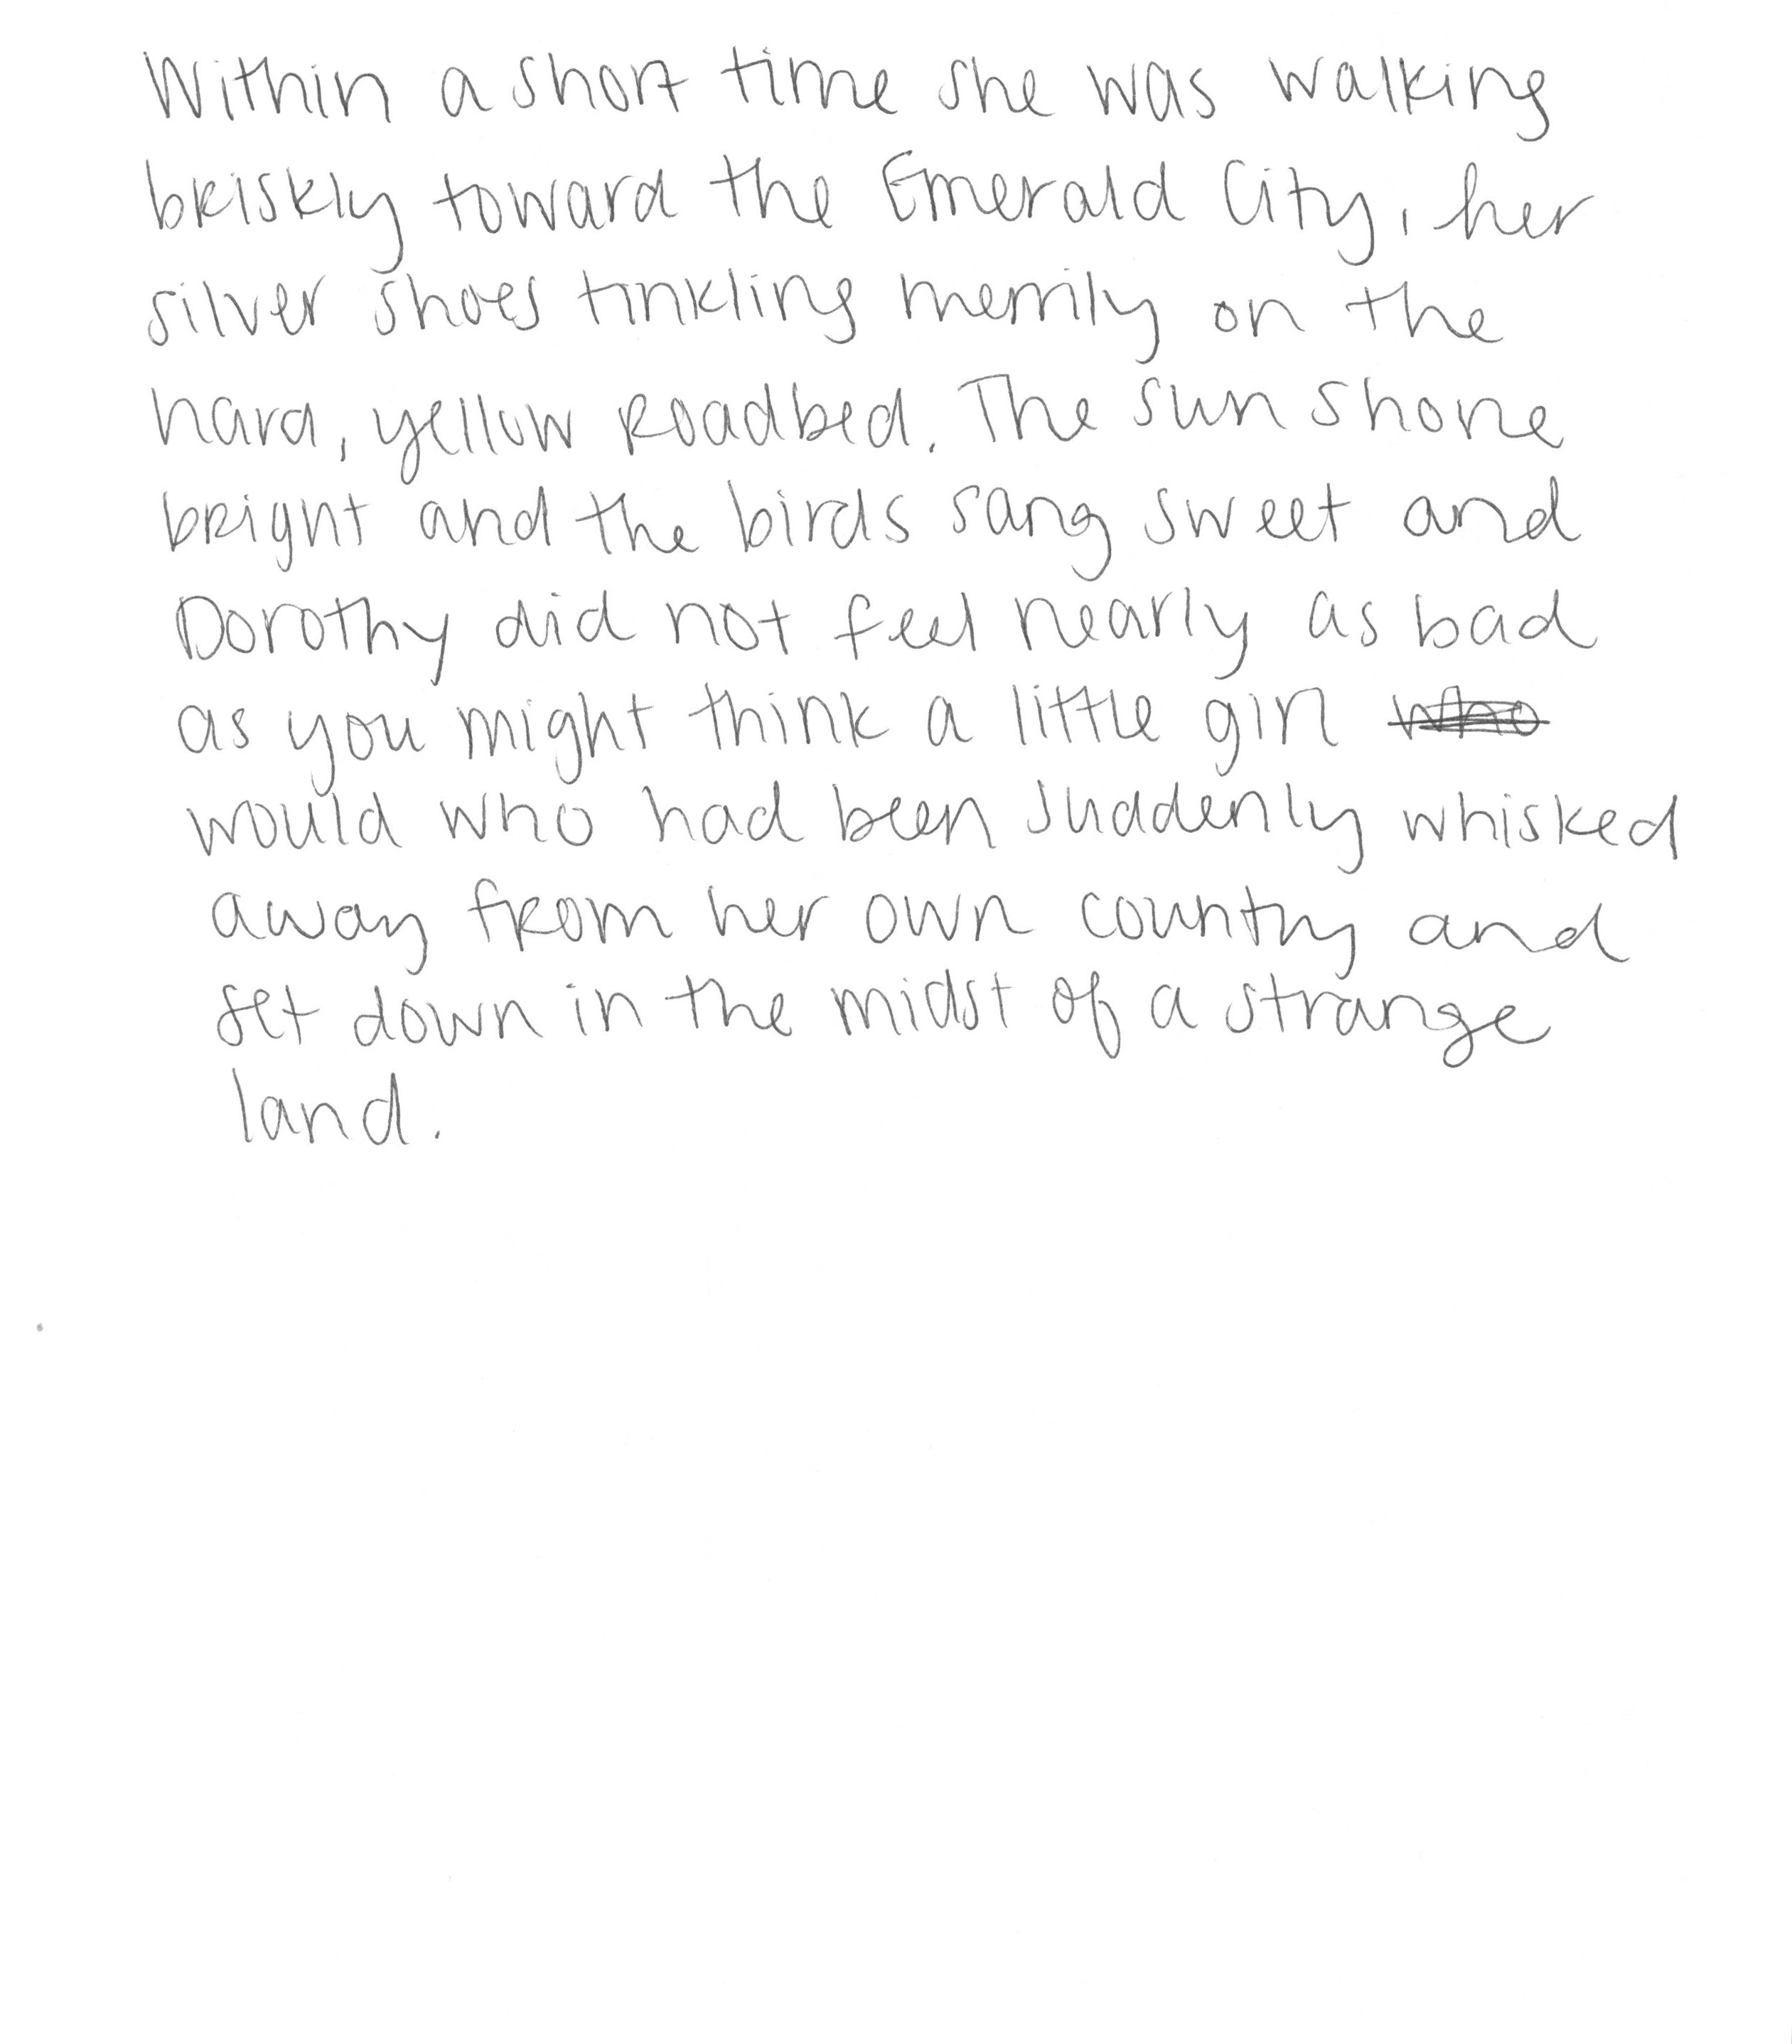 Within a short time she was walking
briskly toward the Emerald City, her
silver shoes tinkling merrily on the
hard, yellow roadbed. The sun shone
bright and the birds sang sweet and
Dorothy did not feel nearly as bad
as you might think a little girl who
would who had been suddenly whisked
away from her own country and
set down in the midst of a strange
land.